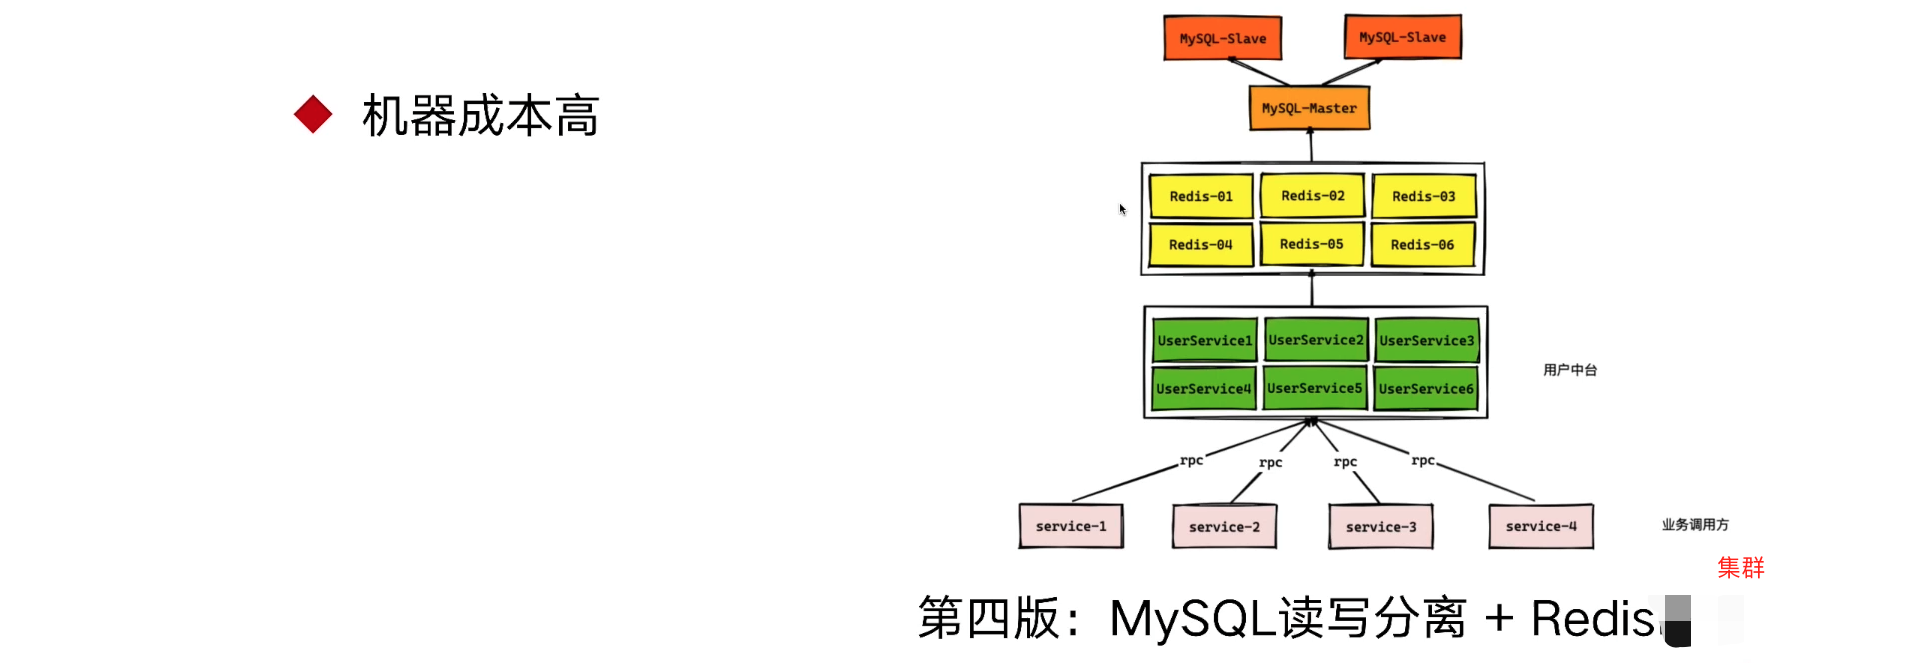 机器成本高
MySQL-Slave
MySQL-Slave
MySQL-Master
Redis-01
Redis-02
Redis-03
Redis-04
Redis-05
Redis-06
UserService1
UserService2
UserService3
UserService4
UserService5
UserService6
用户中台
rpc
rpc
rpc
rpc
service-1
service-2
service-3
service-4
业务调用方
集群
第四版：MySQL读写分离 + Redis